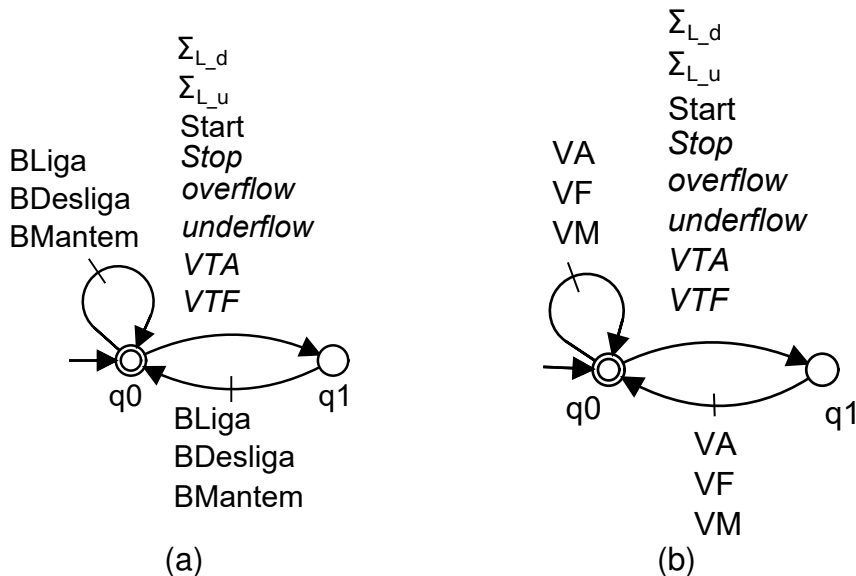 Σ_L_d
Σ_L_u
Start
Stop
overflow
underflow
VTA
VTF
BLiga
BDesliga
BMantem
q0
q1
BLiga
BDesliga
BMantem
(a)
Σ_L_d
Σ_L_u
Start
Stop
overflow
underflow
VTA
VTF
VA
VF
VM
q0
q1
VA
VF
VM
(b)